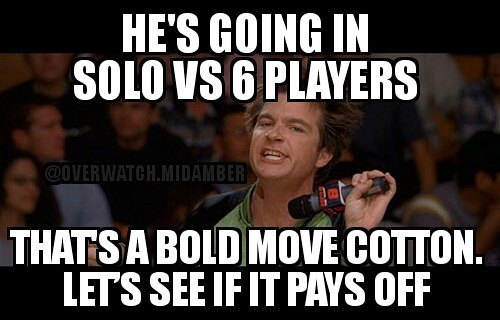 HE'S GOING IN
SOLO VS 6 PLAYERS
@OVERWATCH.MIDAMBER
THAT'S A BOLD MOVE COTTON.
LET'S SEE IF IT PAYS OFF